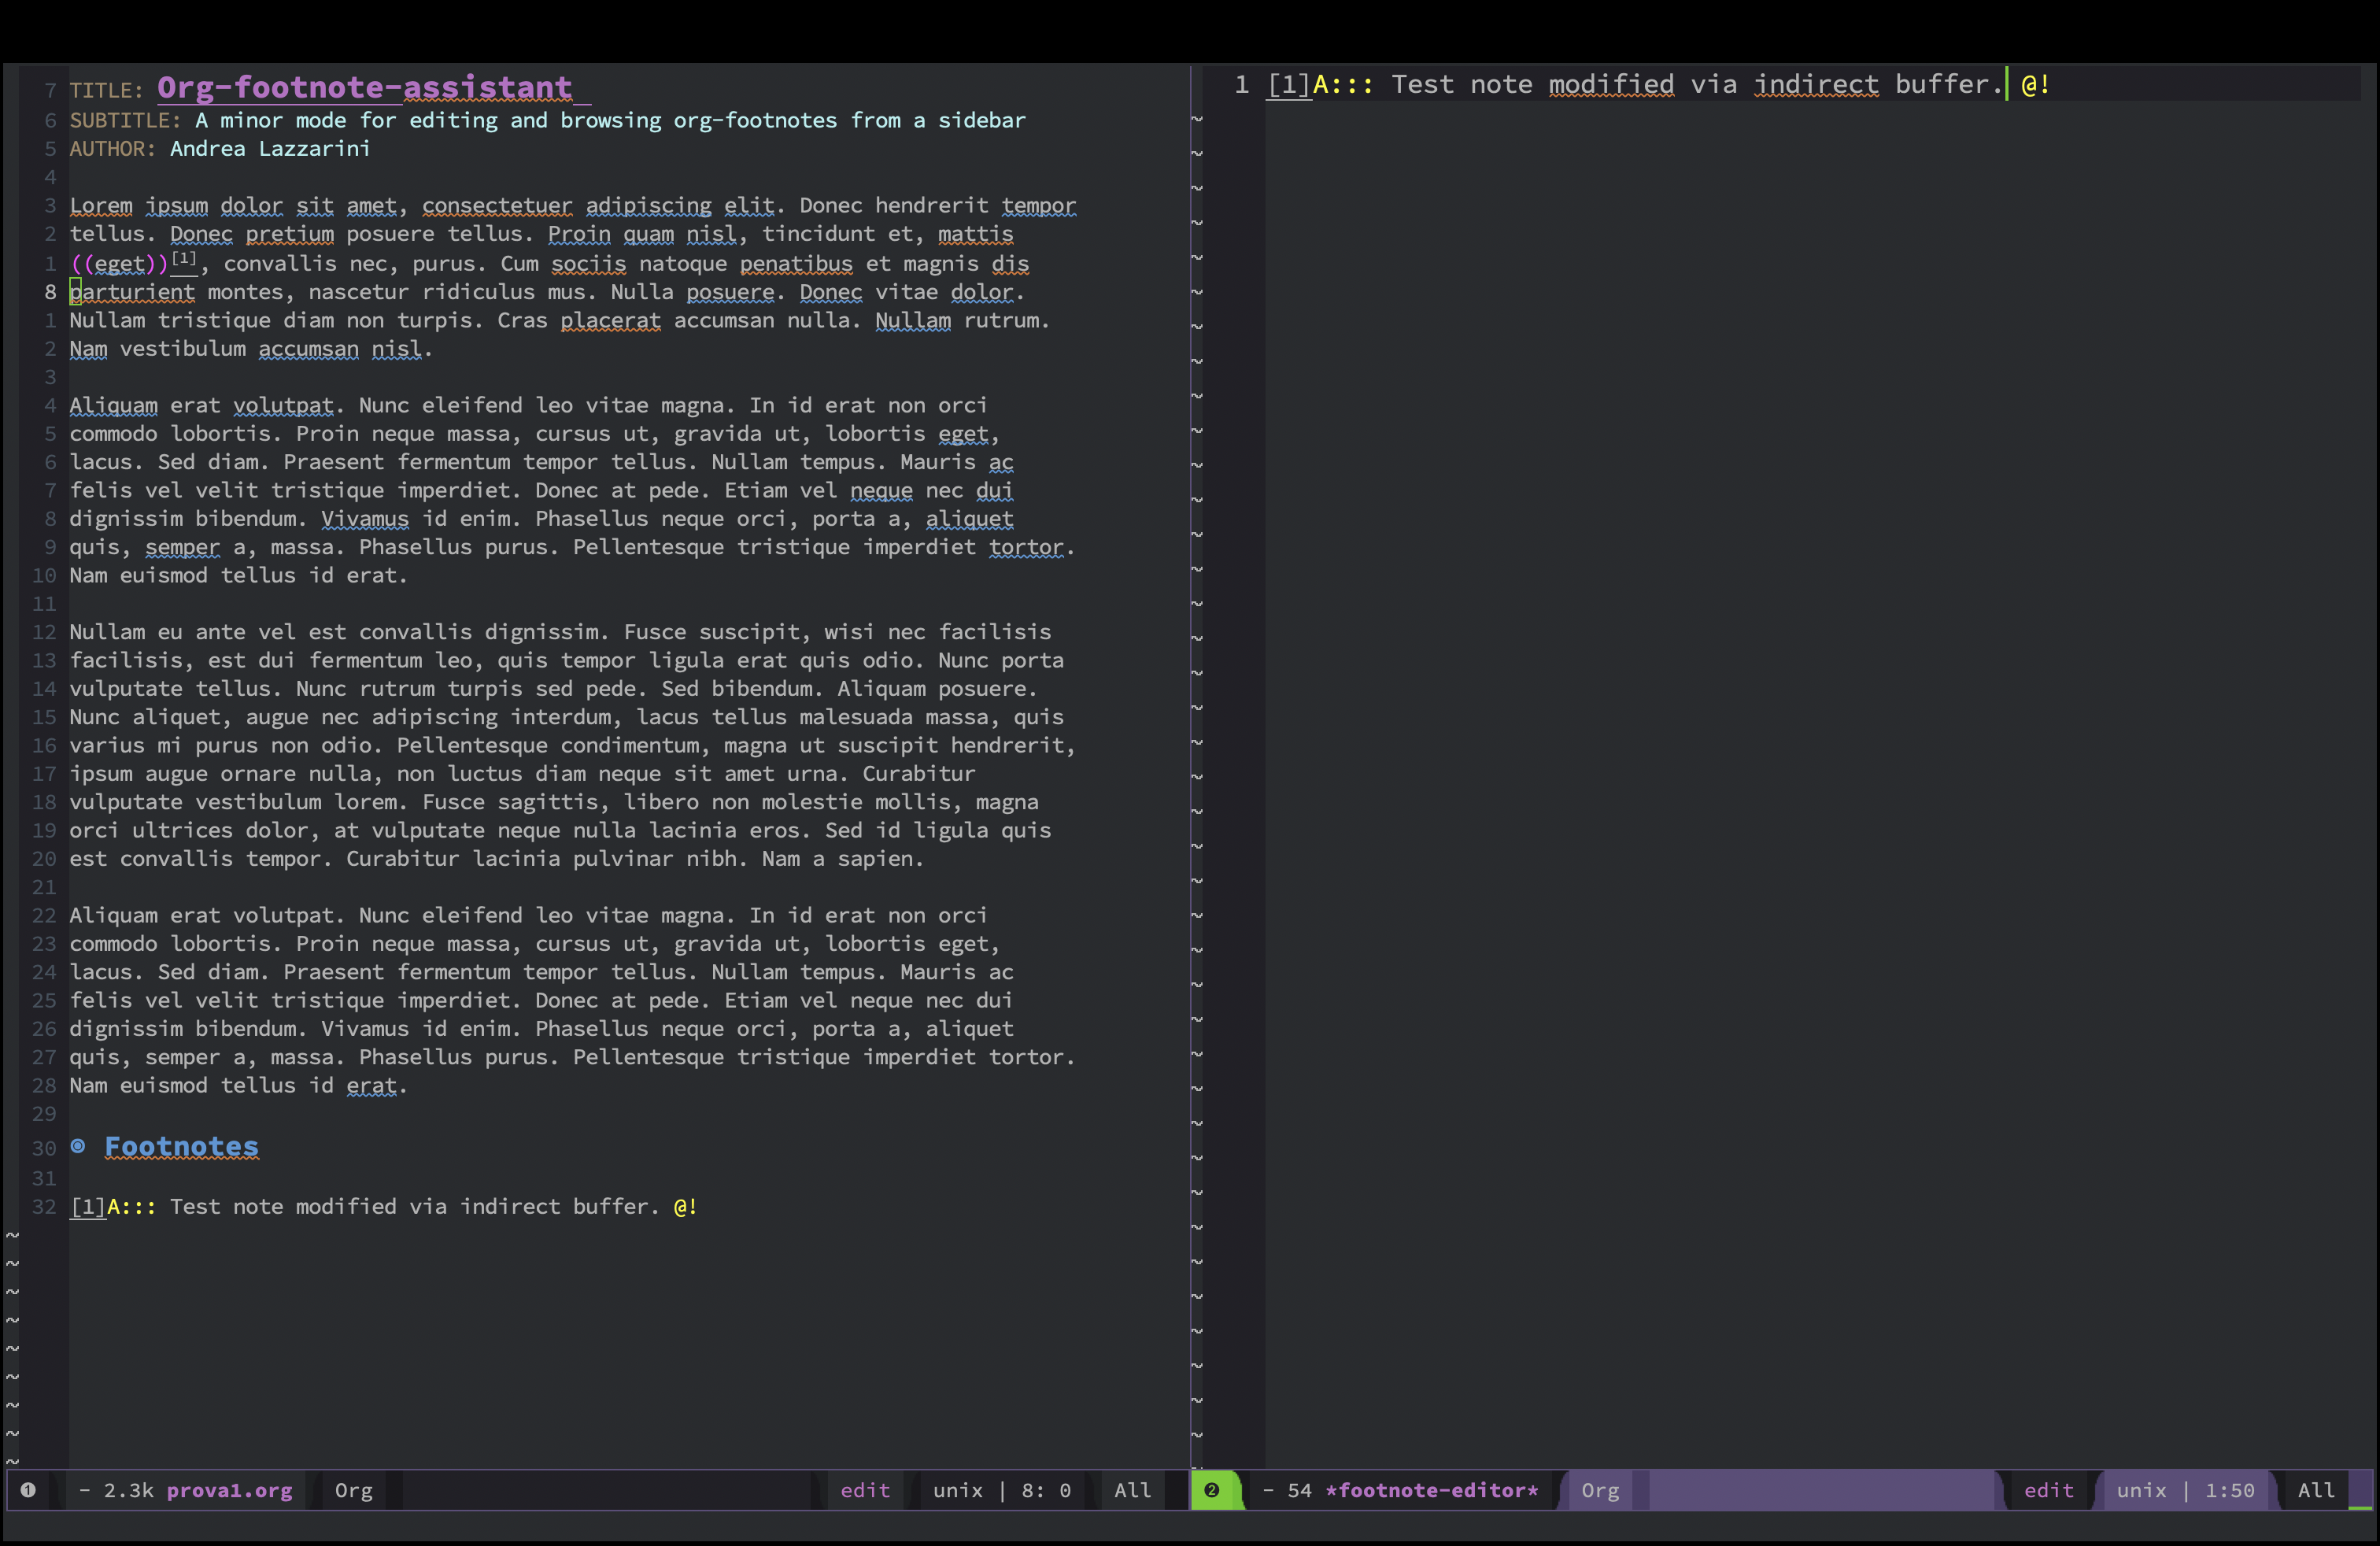 7 TITLE: Org-footnote-assistant
6 SUBTITLE: A minor mode for editing and browsing org-footnotes from a sidebar
5 AUTHOR: Andrea Lazzarini
4
3 Lorem ipsum dolor sit amet, consectetuer adipiscing elit. Donec hendrerit tempor
2 tellus. Donec pretium posuere tellus. Proin quam nisl, tincidunt et, mattis
1 ((eget))[1], convallis nec, purus. Cum sociis natoque penatibus et magnis dis
8 parturient montes, nascetur ridiculus mus. Nulla posuere. Donec vitae dolor.
1 Nullam tristique diam non turpis. Cras placerat accumsan nulla. Nullam rutrum.
2 Nam vestibulum accumsan nisl.
3
4 Aliquam erat volutpat. Nunc eleifend leo vitae magna. In id erat non orci
5 commodo lobortis. Proin neque massa, cursus ut, gravida ut, lobortis eget,
6 lacus. Sed diam. Praesent fermentum tempor tellus. Nullam tempus. Mauris ac
7 felis vel velit tristique imperdiet. Donec at pede. Etiam vel neque nec dui
8 dignissim bibendum. Vivamus id enim. Phasellus neque orci, porta a, aliquet
9 quis, semper a, massa. Phasellus purus. Pellentesque tristique imperdiet tortor.
10 Nam euismod tellus id erat.
11
12 Nullam eu ante vel est convallis dignissim. Fusce suscipit, wisi nec facilisis
13 facilisis, est dui fermentum leo, quis tempor ligula erat quis odio. Nunc porta
14 vulputate tellus. Nunc rutrum turpis sed pede. Sed bibendum. Aliquam posuere.
15 Nunc aliquet, augue nec adipiscing interdum, lacus tellus malesuada massa, quis
16 varius mi purus non odio. Pellentesque condimentum, magna ut suscipit hendrerit,
17 ipsum augue ornare nulla, non luctus diam neque sit amet urna. Curabitur
18 vulputate vestibulum lorem. Fusce sagittis, libero non molestie mollis, magna
19 orci ultrices dolor, at vulputate neque nulla lacinia eros. Sed id ligula quis
20 est convallis tempor. Curabitur lacinia pulvinar nibh. Nam a sapien.
21
22 Aliquam erat volutpat. Nunc eleifend leo vitae magna. In id erat non orci
23 commodo lobortis. Proin neque massa, cursus ut, gravida ut, lobortis eget,
24 lacus. Sed diam. Praesent fermentum tempor tellus. Nullam tempus. Mauris ac
25 felis vel velit tristique imperdiet. Donec at pede. Etiam vel neque nec dui
26 dignissim bibendum. Vivamus id enim. Phasellus neque orci, porta a, aliquet
27 quis, semper a, massa. Phasellus purus. Pellentesque tristique imperdiet tortor.
28 Nam euismod tellus id erat.
29
30 Footnotes
31
32 [1]A::: Test note modified via indirect buffer. @!
❶ - 2.3k prova1.org Org edit unix | 8: 0 All
1 [1]A::: Test note modified via indirect buffer. @!
❷ - 54 *footnote-editor* Org edit unix | 1:50 All